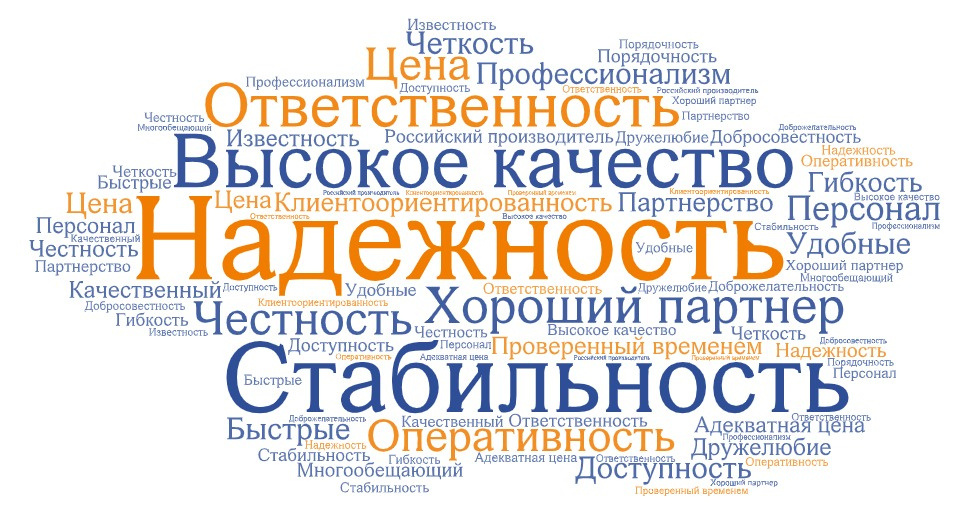 Известность
Четкость
Порядочность
Цена
Порядочность
Профессионализм
Профессионализм
Доступность
Ответственность
Российский производитель
Ответственность
Хороший партнер
Честность
Партнерство
Многообещающий
Доброжелательность
Известность
Российский производитель
Дружелюбие
Добросовестность
Высокое качество
Надежность
Оперативность
Четкость
Быстрые
Гибкость
Российский производитель
Клиентоориентированность
Проверенный временем
Клиентоориентированность
Высокое качество
Цена
Цена
Клиентоориентированность
Партнерство
Персонал
Ответственность
Высокое качество
Персонал
Стабильность
Профессионализм
Надежность
Качественный
Честность
Удобные
Удобные
Партнерство
Хороший партнер
Многообещающий
Качественный
Доступность
Удобные
Ответственность
Дружелюбие
Доброжелательность
Клиентоориентированность
Хороший партнер
Добросовестность
Гибкость
Честность
Известность
Честность
Высокое качество
Четкость
Доступность
Персонал
Проверенный временем
Добросовестность
Надежность
Оперативность
Адекватная цена
Российский производитель
Проверенный временем
Порядочность
Персонал
Стабильность
Быстрые
Доброжелательность
Качественный
Ответственность
Ответственность
Быстрые
Оперативность
Адекватная цена
Профессионализм
Надежность
Дружелюбие
Стабильность
Гибкость
Адекватная цена
Ответственность
Оперативность
Многообещающий
Доступность
Хороший партнер
Стабильность
Проверенный временем